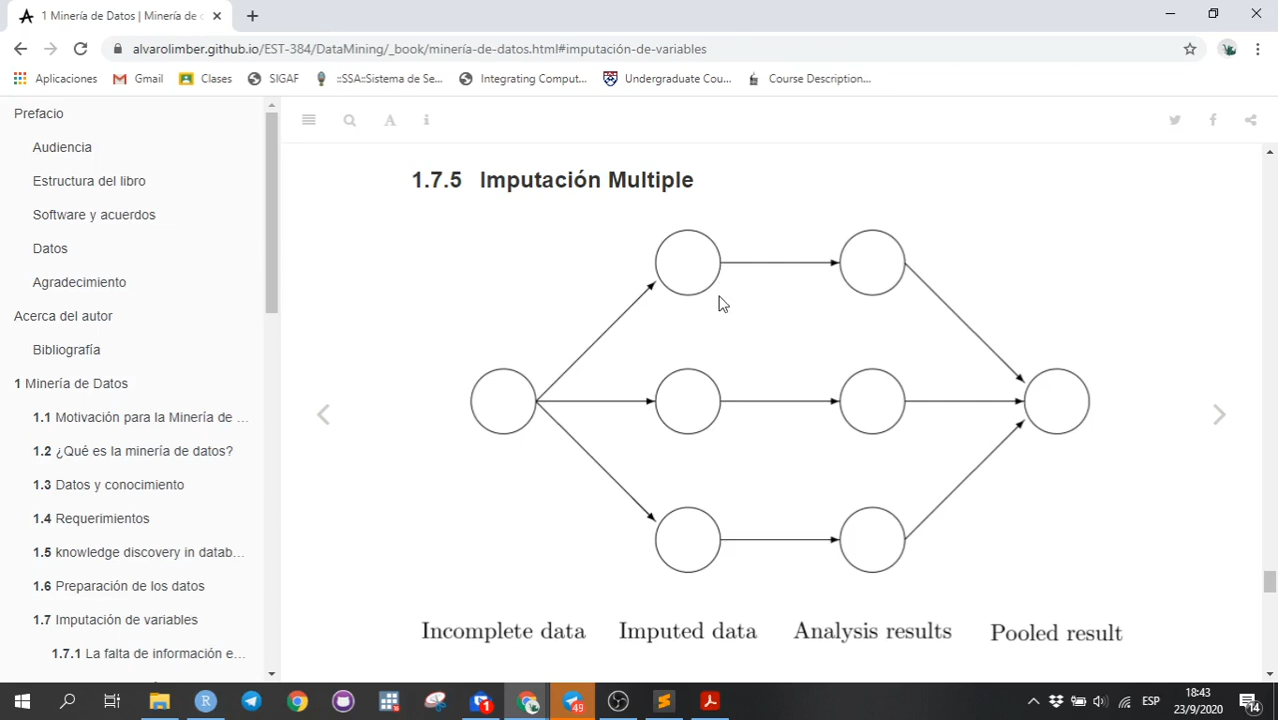 1 Minería de Datos | Minería de
alvarolimber.github.io/EST-384/DataMining/_book/minería-de-datos.html#imputación-de-variables
Aplicaciones
Gmail
Clases
SIGAF
::SSA::Sistema de Se...
Integrating Comput...
Undergraduate Cou...
Course Description...
Prefacio
Audiencia
Estructura del libro
Software y acuerdos
Datos
Agradecimiento
Acerca del autor
Bibliografía
1 Minería de Datos
1.1 Motivación para la Minería de ...
1.2 ¿Qué es la minería de datos?
1.3 Datos y conocimiento
1.4 Requerimientos
1.5 knowledge discovery in datab...
1.6 Preparación de los datos
1.7 Imputación de variables
1.7.1 La falta de información e...
1.7.5 Imputación Multiple
Incomplete data
Imputed data
Analysis results
Pooled result
49
ESP
18:43
23/9/2020
14